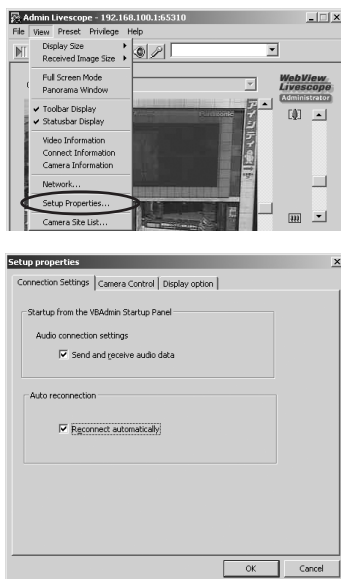 Admin Livescope - 192.168.100.1:65310
File View Preset Privilege Help
Display Size
Received Image Size
Full Screen Mode
Panorama Window
Toolbar Display
Statusbar Display
Video Information
Connect Information
Camera Information
Network...
Setup Properties...
Camera Site List...
WebView
Livescope
Administrator
Panasonic
Setup properties
Connection Settings Camera Control Display option
Startup from the VBAdmin Startup Panel
Audio connection settings
Send and receive audio data
Auto reconnection
Reconnect automatically
OK Cancel